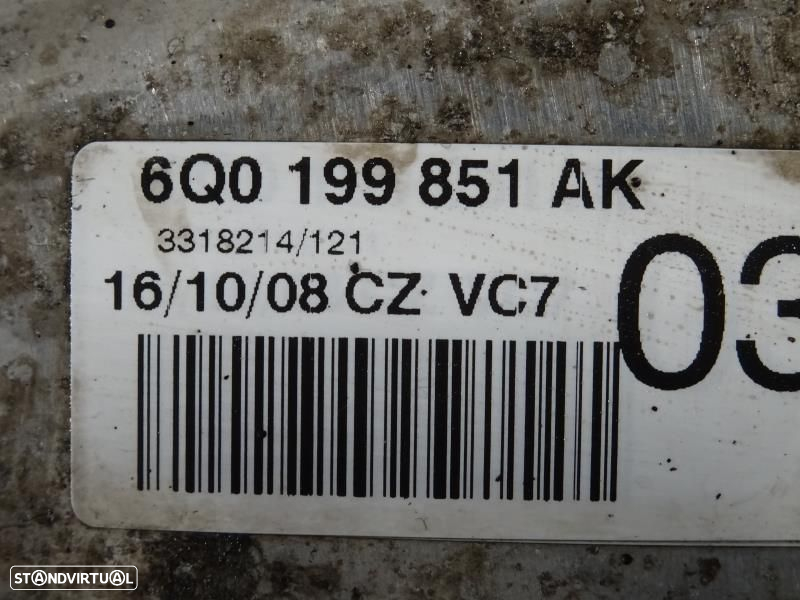 6Q0 199 851 AK
3318214/121
16/10/08 CZ VC7
03
STANDVIRTUAL